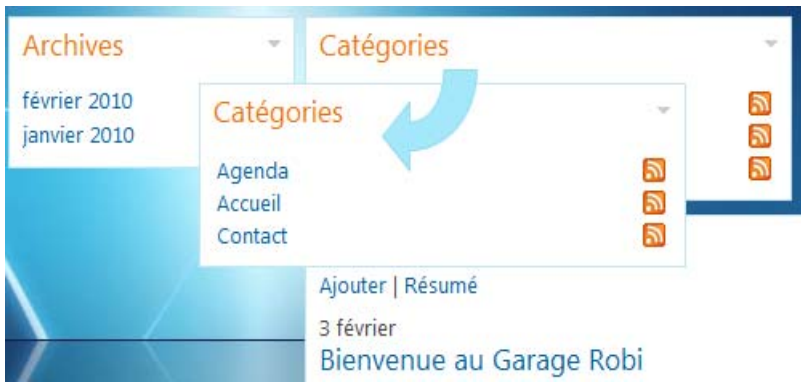 Archives
février 2010
janvier 2010
Catégories
Catégories
Agenda
Accueil
Contact
Ajouter | Résumé
3 février
Bienvenue au Garage Robi